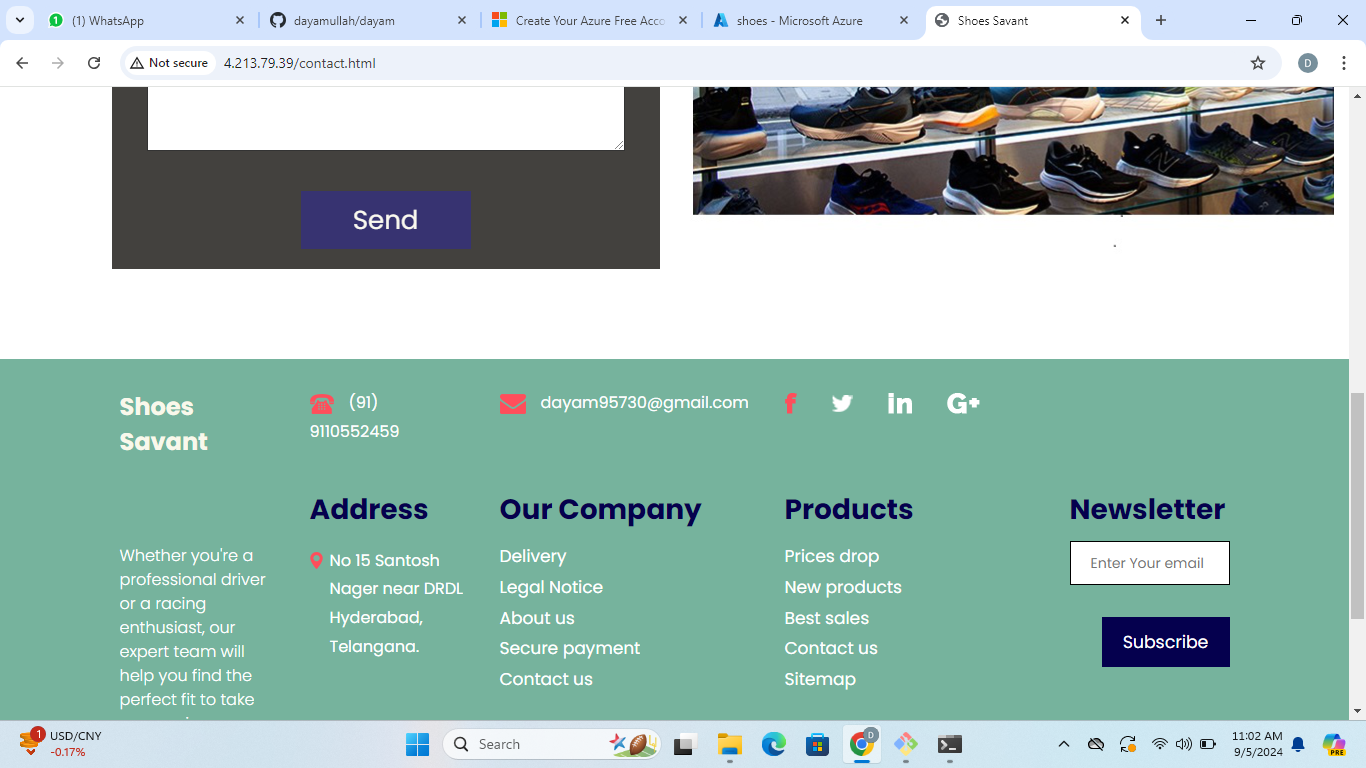 (1) WhatsApp
dayamullah/dayam
Create Your Azure Free Acco
shoes - Microsoft Azure
Shoes Savant
Not secure
4.213.79.39/contact.html
D
Send
Shoes
Savant
(91)
9110552459
dayam95730@gmail.com
f
in
G+
Address
Our Company
Products
Newsletter
Whether you're a
professional driver
or a racing
enthusiast, our
expert team will
help you find the
perfect fit to take
No 15 Santosh
Nager near DRDL
Hyderabad,
Telangana.
Delivery
Legal Notice
About us
Secure payment
Contact us
Prices drop
New products
Best sales
Contact us
Sitemap
Enter Your email
Subscribe
1
USD/CNY
-0.17%
Search
D
11:02 AM
9/5/2024
PRE